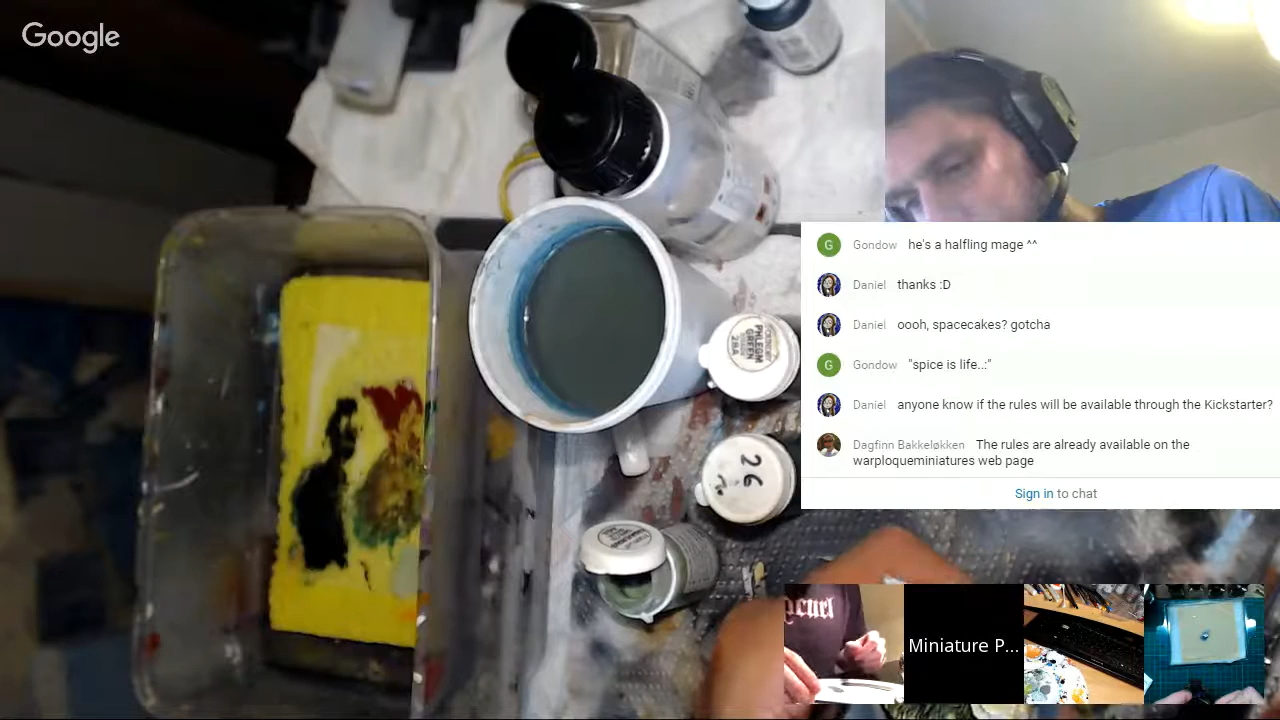 Google
PHLEGM
GREEN
28A
26
Gondow he's a halfling mage ^^
Daniel thanks :D
Daniel oooh, spacecakes? gotcha
Gondow "spice is life..:"
Daniel anyone know if the rules will be available through the Kickstarter?
Dagfinn Bakkeløkken The rules are already available on the
warploqueminiatures web page
Sign in to chat
curl
Miniature P...